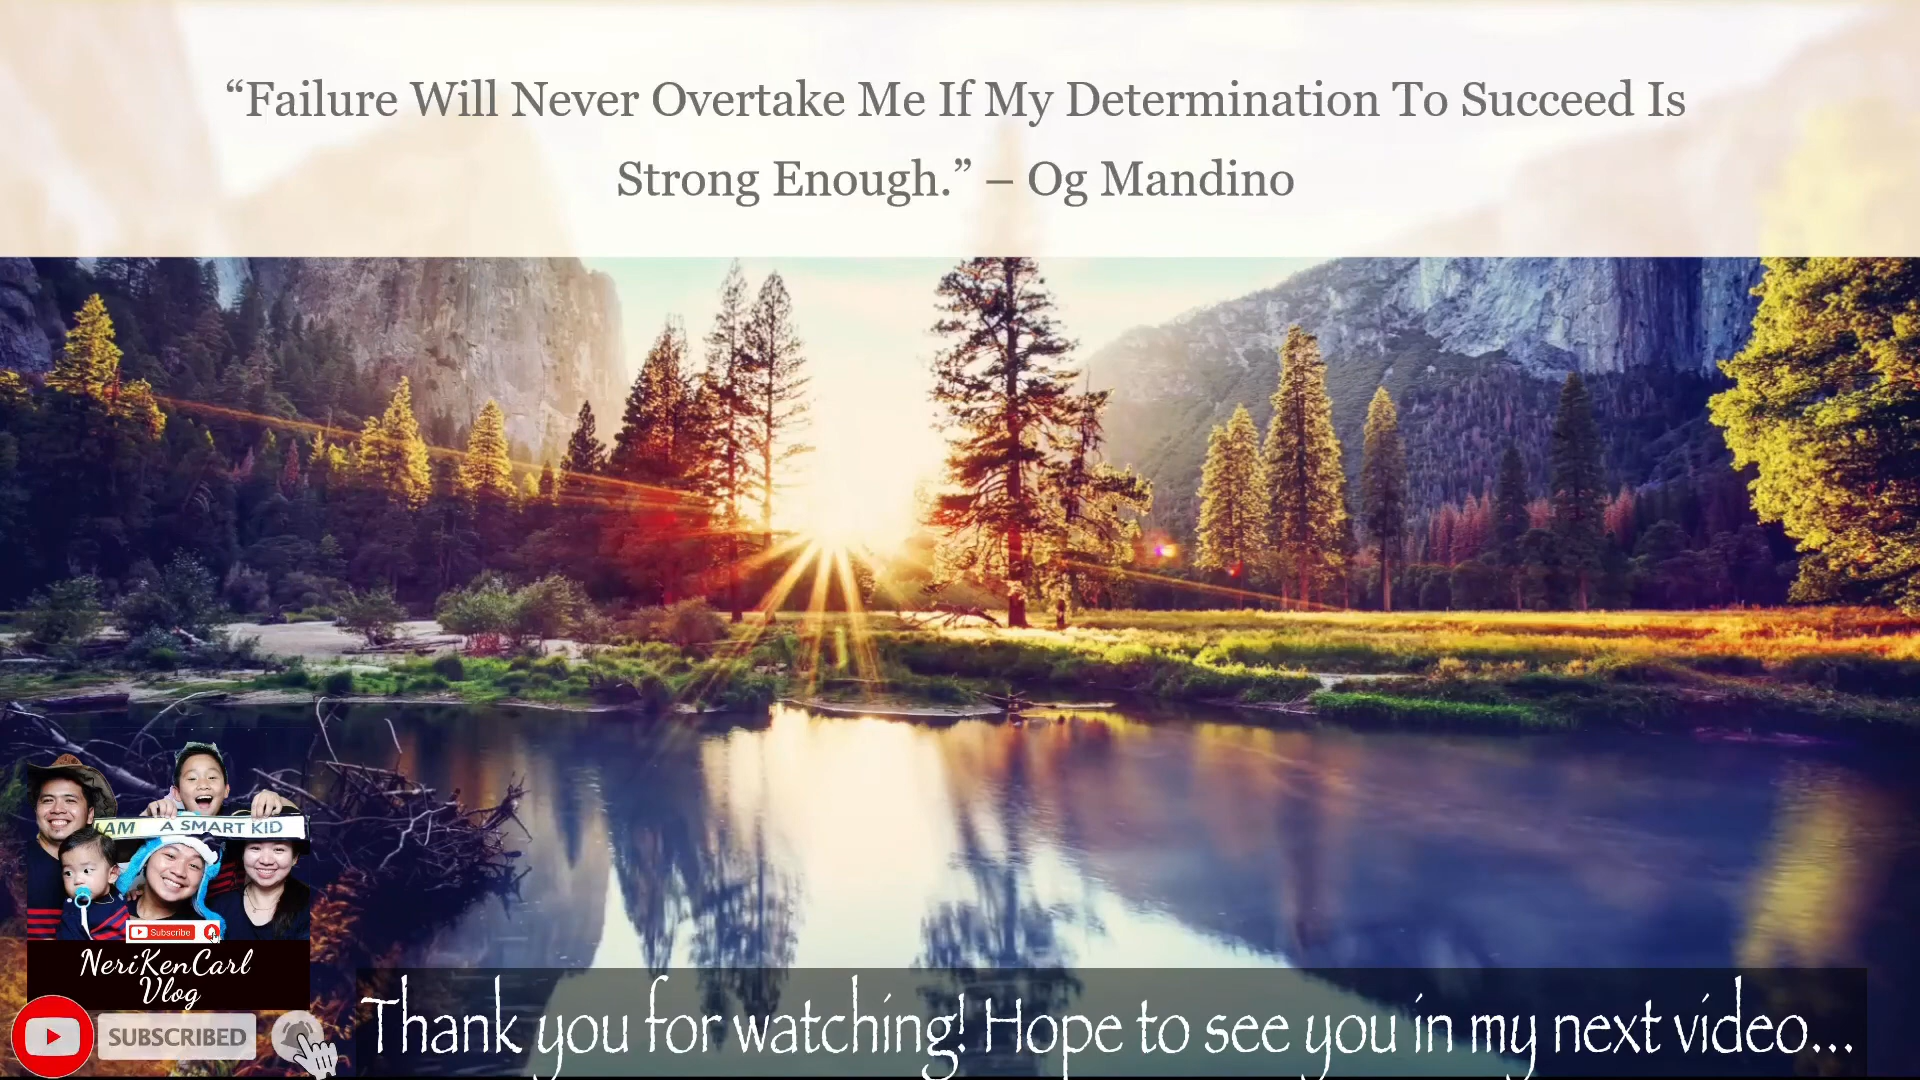 “Failure Will Never Overtake Me If My Determination To Succeed Is
Strong Enough.” – Og Mandino
I AM A SMART KID
Subscribe
NeriKenCarl
Vlog
SUBSCRIBED
Thank you for watching! Hope to see you in my next video...